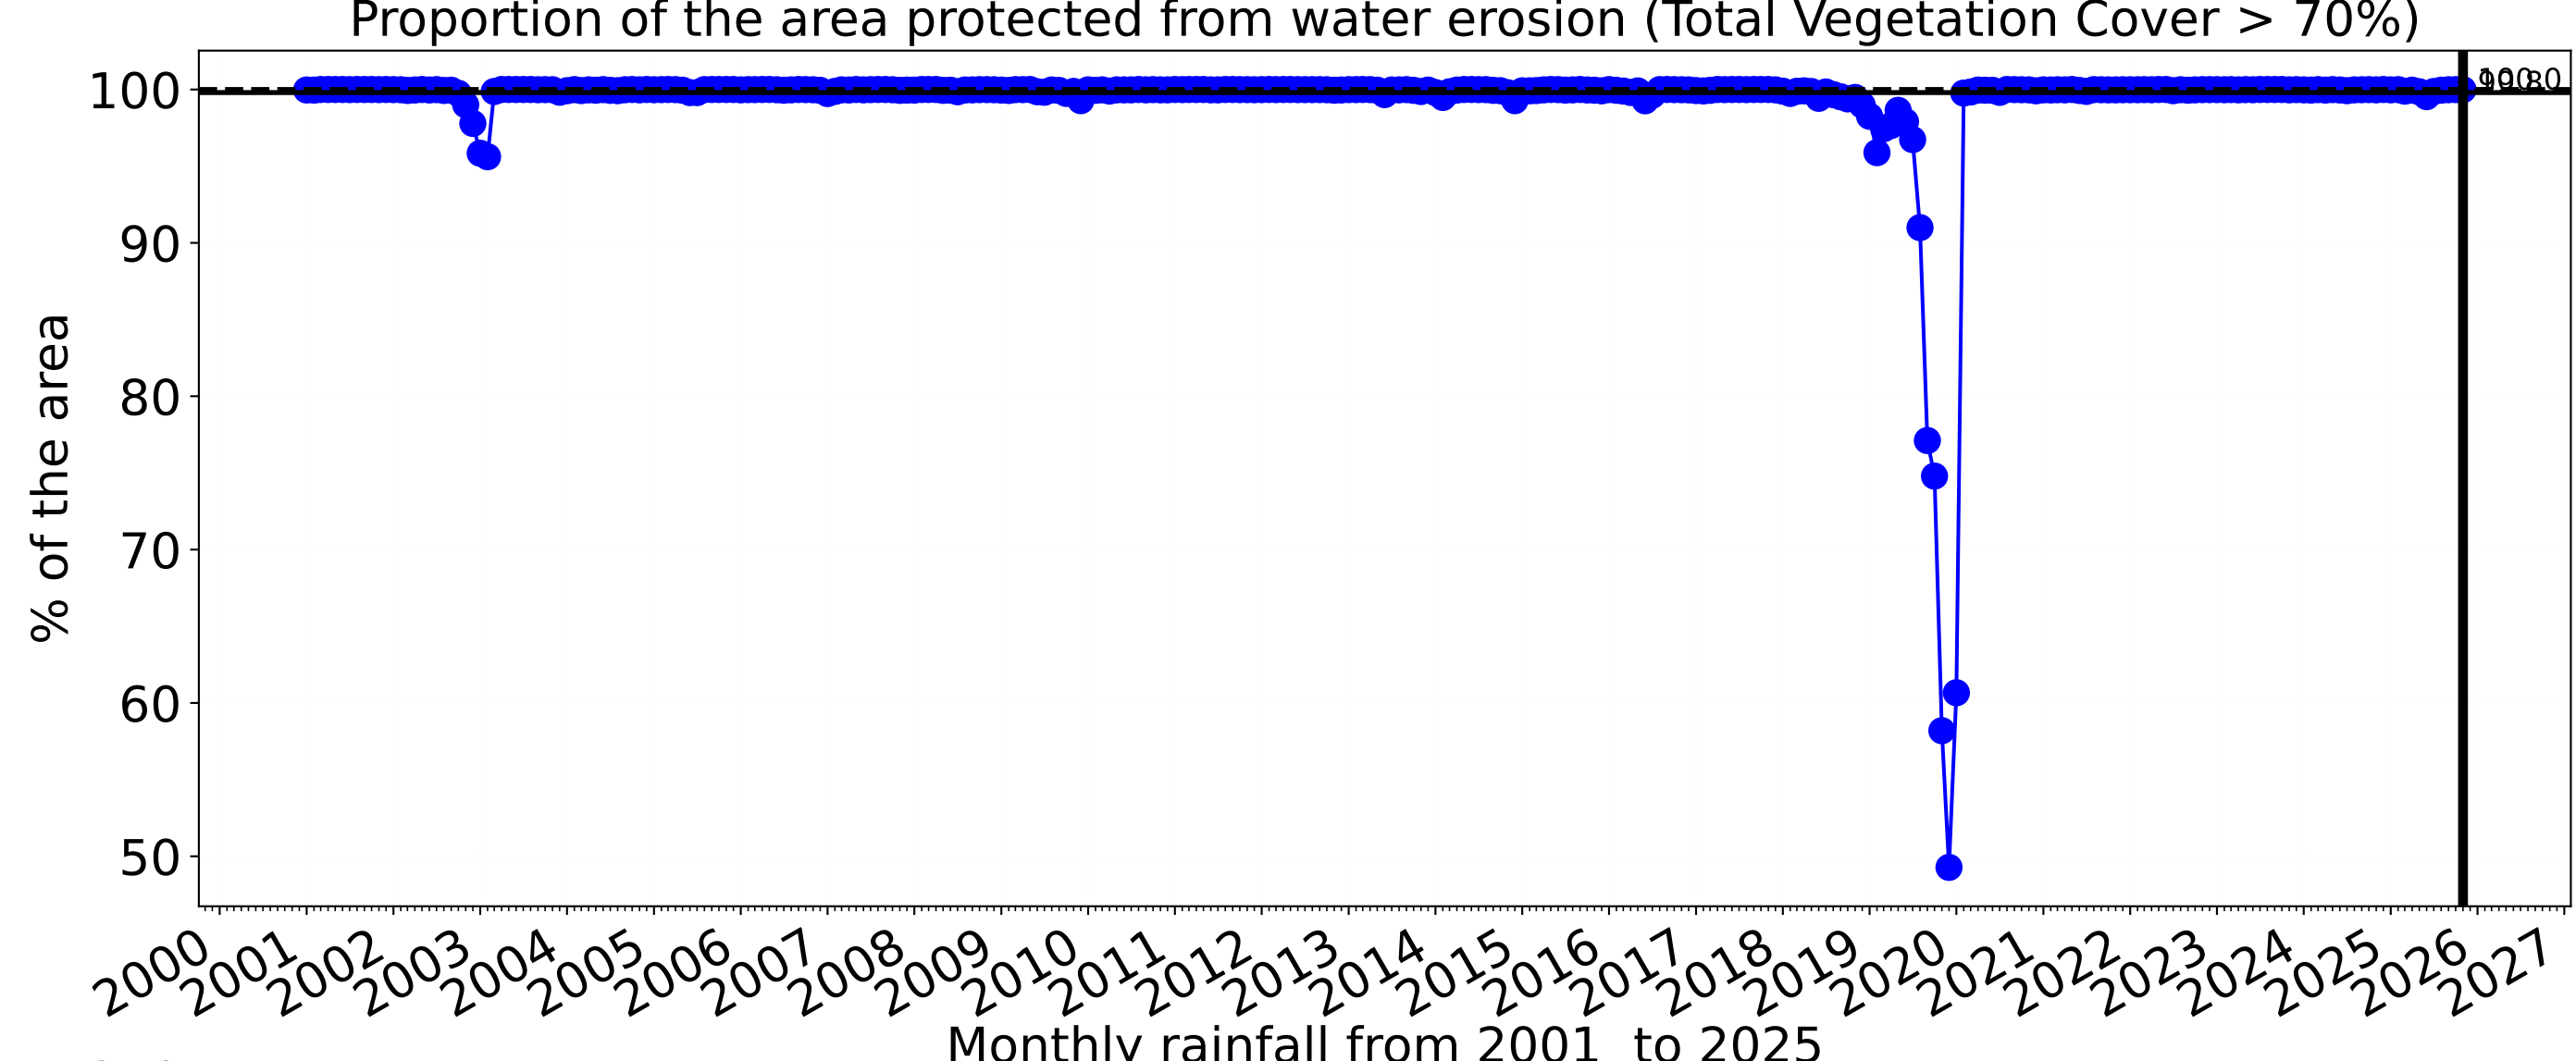 Proportion of the area protected from water erosion (Total Vegetation Cover > 70%)
100
90
80
70
60
50
% of the area
2000 2001 2002 2003 2004 2005 2006 2007 2008 2009 2010 2011 2012 2013 2014 2015 2016 2017 2018 2019 2020 2021 2022 2023 2024 2025 2026 2027
Monthly rainfall from 2001 to 2025